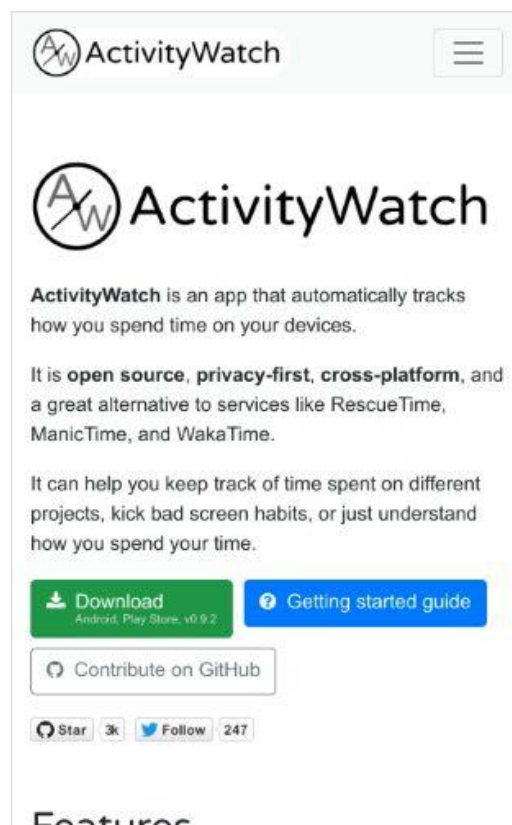 AW ActivityWatch
AW ActivityWatch
ActivityWatch is an app that automatically tracks
how you spend time on your devices.
It is open source, privacy-first, cross-platform, and
a great alternative to services like RescueTime,
ManicTime, and WakaTime.
It can help you keep track of time spent on different
projects, kick bad screen habits, or just understand
how you spend your time.
Download
Android, Play Store, v0.9.2
Getting started guide
Contribute on GitHub
Star 3k Follow 247
Features